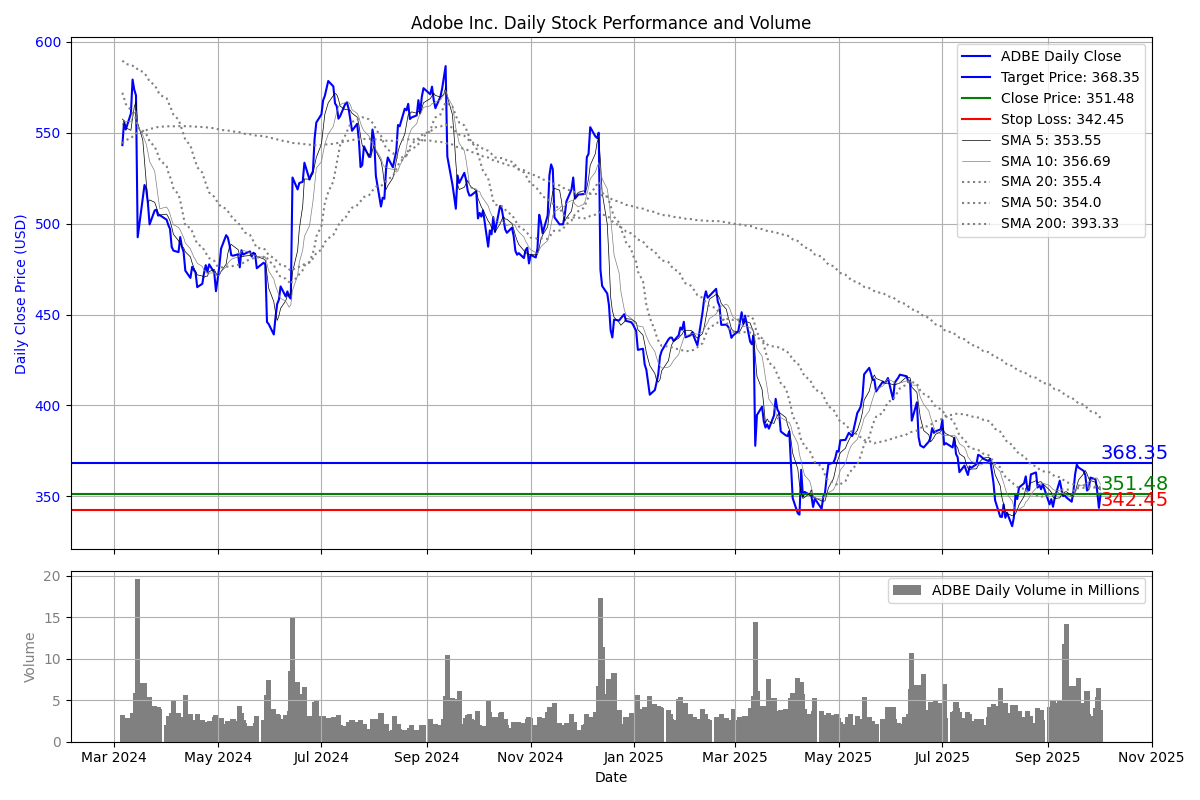 Adobe Inc. Daily Stock Performance and Volume
600
550
500
450
400
350
Daily Close Price (USD)
ADBE Daily Close
Target Price: 368.35
Close Price: 351.48
Stop Loss: 342.45
SMA 5: 353.55
SMA 10: 356.69
SMA 20: 355.4
SMA 50: 354.0
SMA 200: 393.33
368.35
351.48
342.45
20
15
10
5
0
Volume
ADBE Daily Volume in Millions
Mar 2024 May 2024 Jul 2024 Sep 2024 Nov 2024 Jan 2025 Mar 2025 May 2025 Jul 2025 Sep 2025 Nov 2025
Date